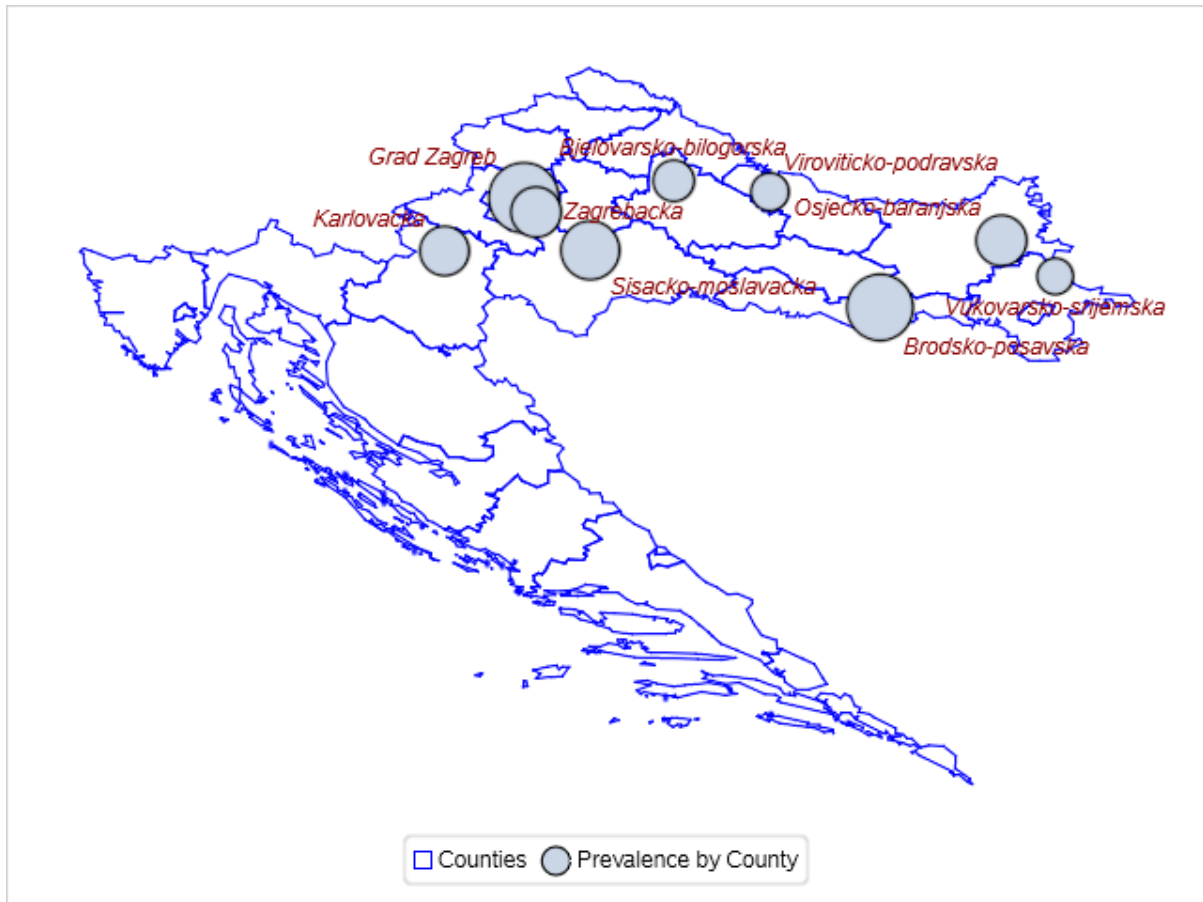 Bjelovarsko-bilogorska
Grad Zagreb
Viroviticko-podravska
Osjecko-baranjska
Karlovacka
Zagrebacka
Sisacko-moslavacka
Vukovarsko-srijemska
Brodsko-posavska
Counties
Prevalence by County